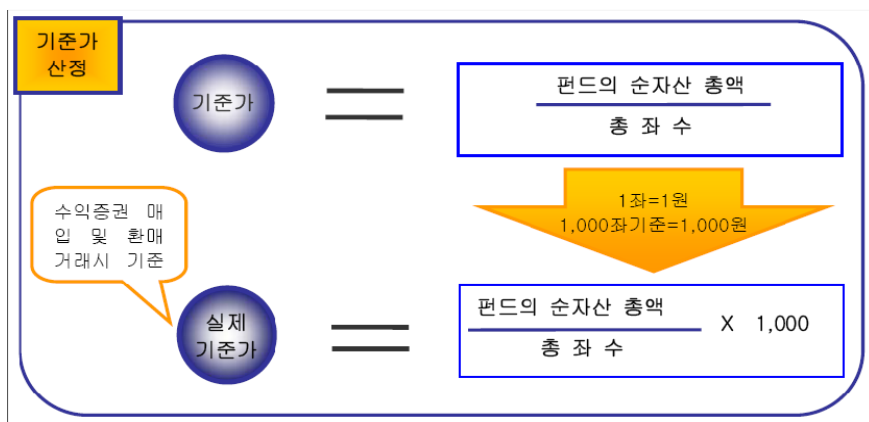 기준가
산정
기준가
펀드의 순자산 총액
총 좌 수
1좌=1원
1,000좌기준=1,000원
수익증권 매
입 및 환매
거래시 기준
실제
기준가
펀드의 순자산 총액
X 1,000
총 좌 수